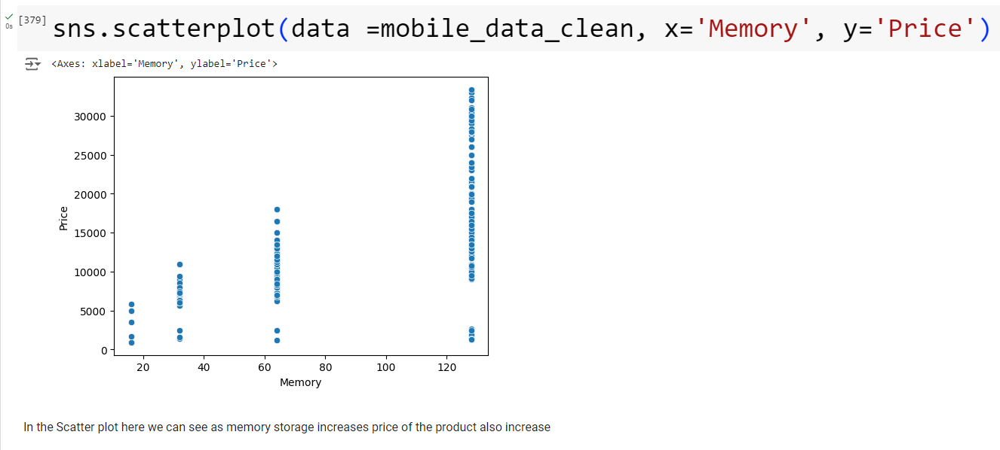 [379] sns.scatterplot(data =mobile_data_clean, x='Memory', y='Price')
0s
<Axes: xlabel='Memory', ylabel='Price'>
30000
25000
20000
15000
10000
5000
0
Price
20 40 60 80 100 120
Memory
In the Scatter plot here we can see as memory storage increases price of the product also increase